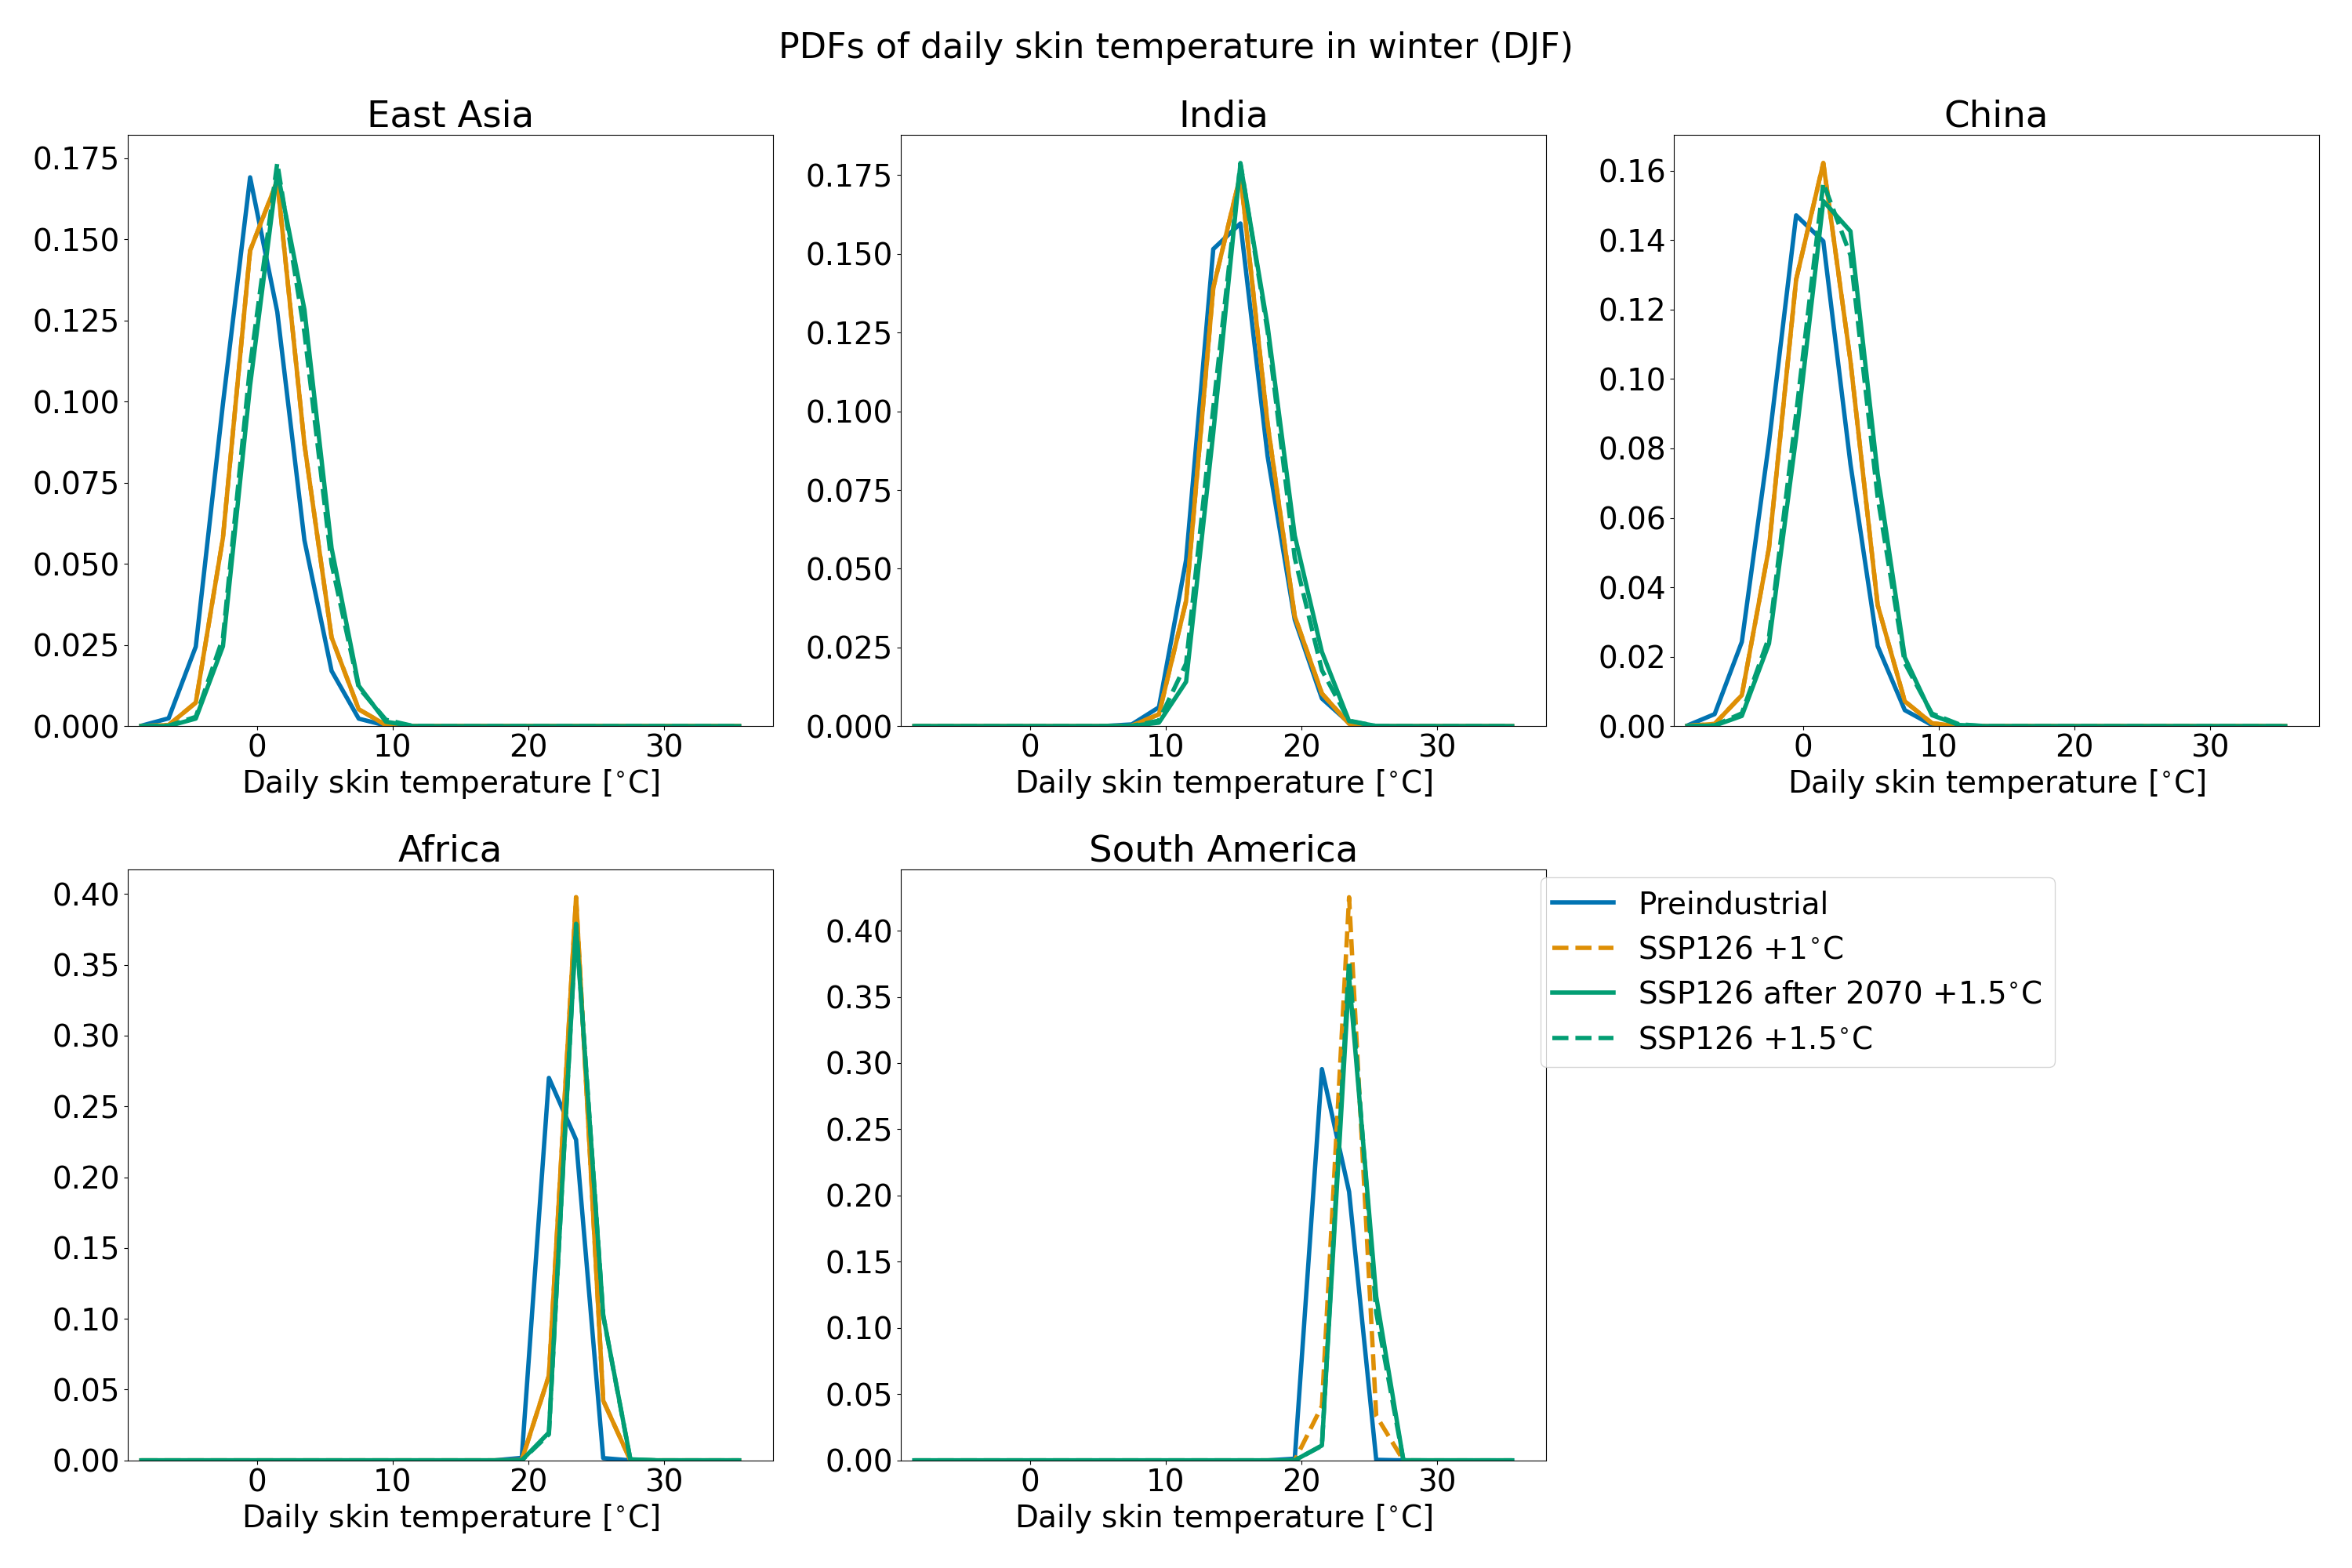 PDFs of daily skin temperature in winter (DJF)
East Asia
0.175
0.150
0.125
0.100
0.075
0.050
0.025
0.000
0 10 20 30
Daily skin temperature [°C]
India
0.175
0.150
0.125
0.100
0.075
0.050
0.025
0.000
0 10 20 30
Daily skin temperature [°C]
China
0.16
0.14
0.12
0.10
0.08
0.06
0.04
0.02
0.00
0 10 20 30
Daily skin temperature [°C]
Africa
0.40
0.35
0.30
0.25
0.20
0.15
0.10
0.05
0.00
0 10 20 30
Daily skin temperature [°C]
South America
0.40
0.35
0.30
0.25
0.20
0.15
0.10
0.05
0.00
0 10 20 30
Daily skin temperature [°C]
Preindustrial
SSP126 +1°C
SSP126 after 2070 +1.5°C
SSP126 +1.5°C